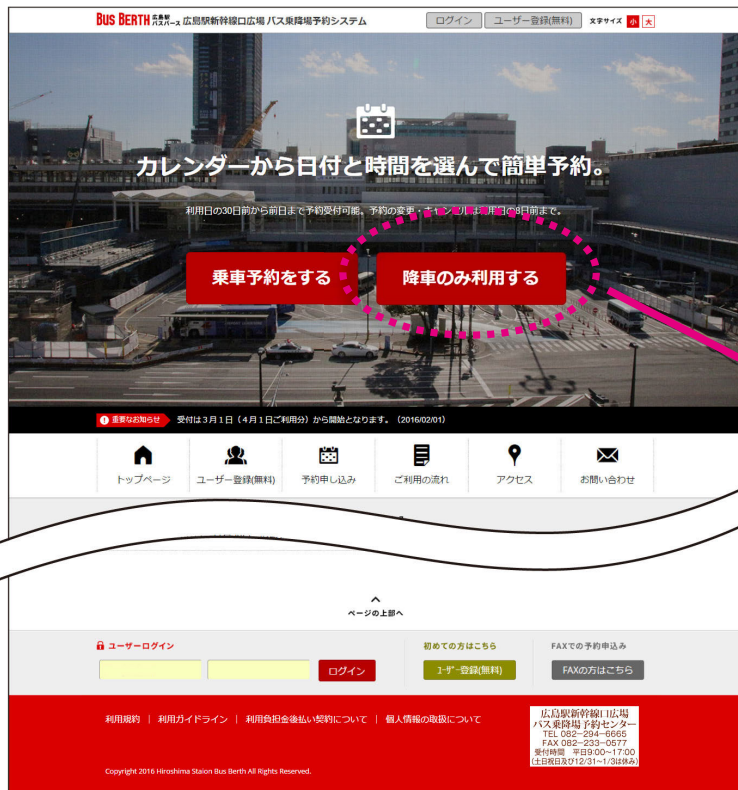 BUS BERTH 広島駅バスバース 広島駅新幹線口広場 バス乗降場予約システム
ログイン ユーザー登録(無料) 文字サイズ 小 大
カレンダーから日付と時間を選んで簡単予約。
利用日の30日前から前日まで予約受付可能。予約の変更・キャンセルは利用日の8日前まで。
乗車予約をする 降車のみ利用する
重要なお知らせ 受付は3月1日(4月1日ご利用分)から開始となります。(2016/02/01)
トップページ ユーザー登録(無料) 予約申し込み ご利用の流れ アクセス お問い合わせ
ページの上部へ
ユーザーログイン 初めての方はこちら FAXでの予約申込み
ログイン ユーザー登録(無料) FAXの方はこちら
利用規約 | 利用ガイドライン | 利用負担金後払い契約について | 個人情報の取扱について
広島駅新幹線口広場
バス乗降場予約センター
TEL 082-294-6665
FAX 082-233-0577
受付時間 平日9:00~17:00
(土日祝日及び12/31~1/3は休み)
Copyright 2016 Hiroshima Staion Bus Berth All Rights Reserved.